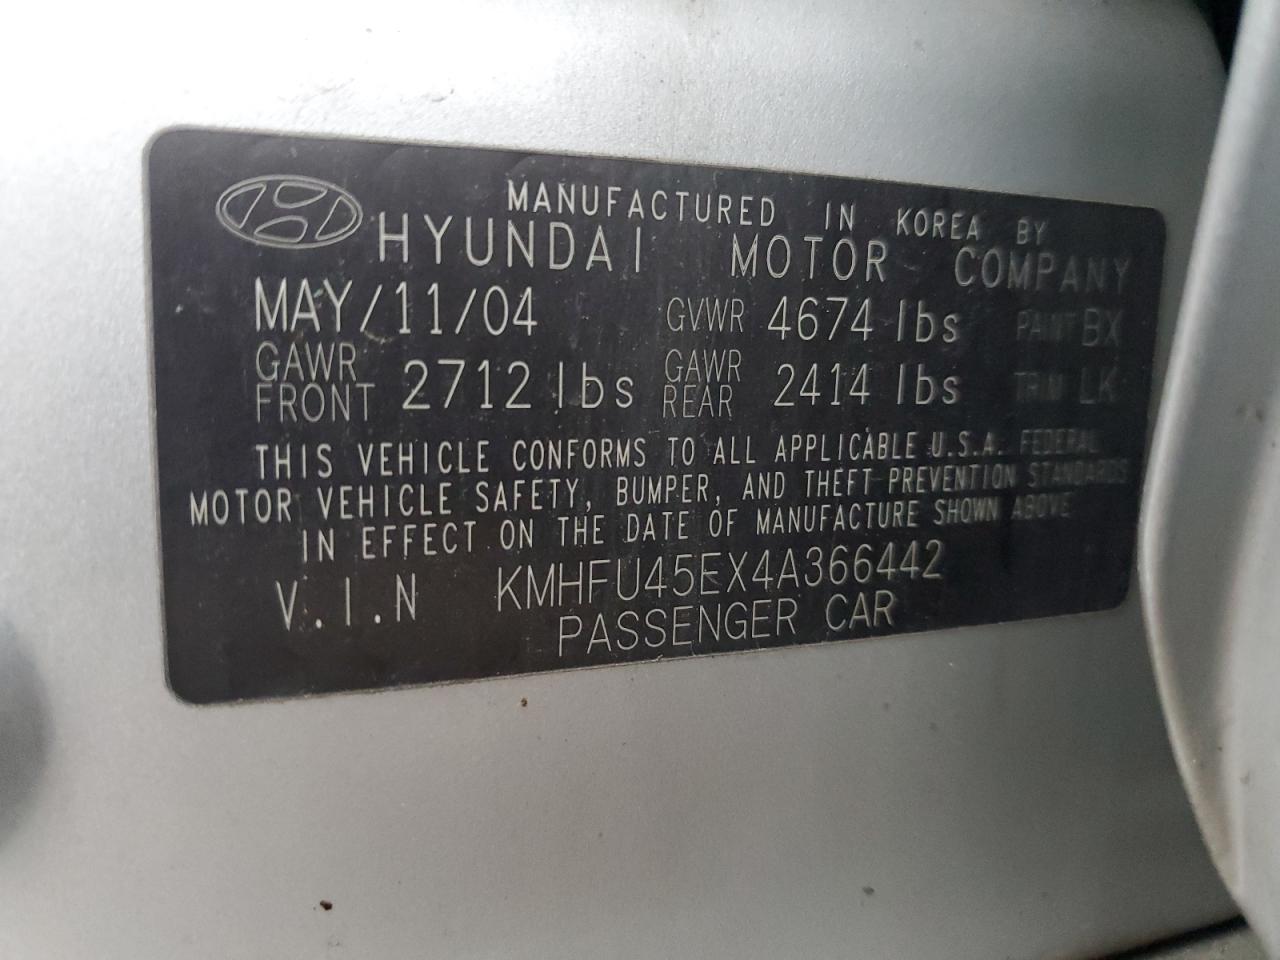 MANUFACTURED IN KOREA BY
HYUNDAI MOTOR COMPANY
MAY/11/04 GVWR 4674 lbs PAINT BX
GAWR FRONT 2712 lbs GAWR REAR 2414 lbs TRIM LK
THIS VEHICLE CONFORMS TO ALL APPLICABLE U.S.A. FEDERAL
MOTOR VEHICLE SAFETY, BUMPER, AND THEFT PREVENTION STANDARDS
IN EFFECT ON THE DATE OF MANUFACTURE SHOWN ABOVE
V.I.N KMHFU45EX4A366442
PASSENGER CAR